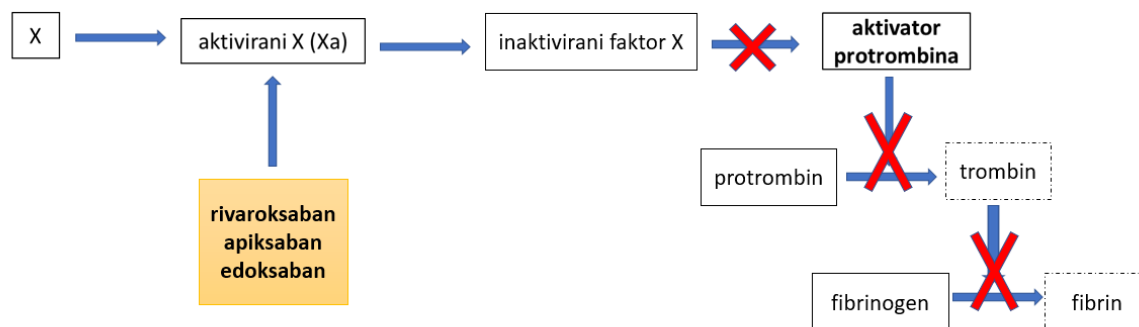 X
aktivirani X (Xa)
inaktivirani faktor X
aktivator
protrombina
protrombin
trombin
rivaroksaban
apiksaban
edoksaban
fibrinogen
fibrin